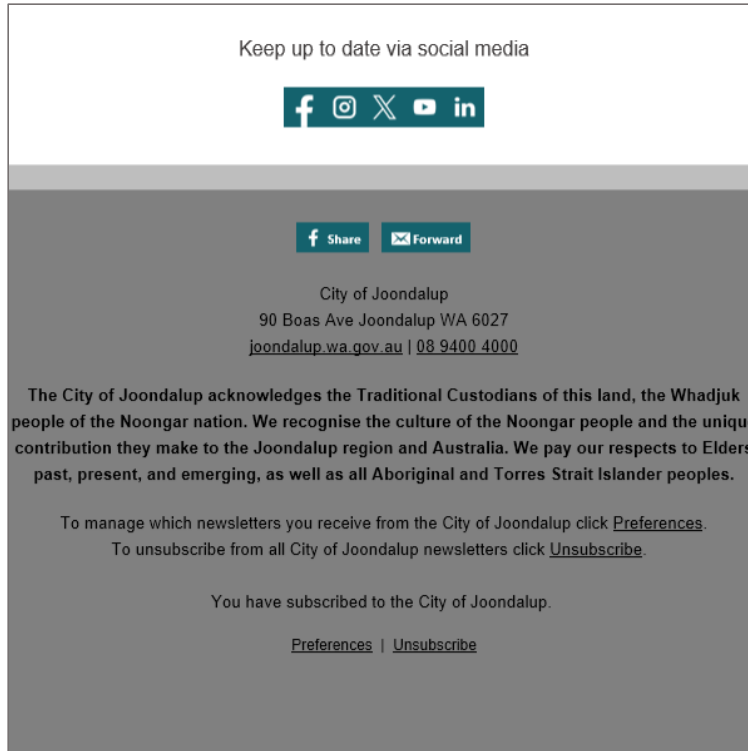 Keep up to date via social media
Share Forward
City of Joondalup
90 Boas Ave Joondalup WA 6027
joondalup.wa.gov.au | 08 9400 4000
The City of Joondalup acknowledges the Traditional Custodians of this land, the Whadjuk
people of the Noongar nation. We recognise the culture of the Noongar people and the uniqu
contribution they make to the Joondalup region and Australia. We pay our respects to Elders
past, present, and emerging, as well as all Aboriginal and Torres Strait Islander peoples.
To manage which newsletters you receive from the City of Joondalup click Preferences.
To unsubscribe from all City of Joondalup newsletters click Unsubscribe.
You have subscribed to the City of Joondalup.
Preferences | Unsubscribe